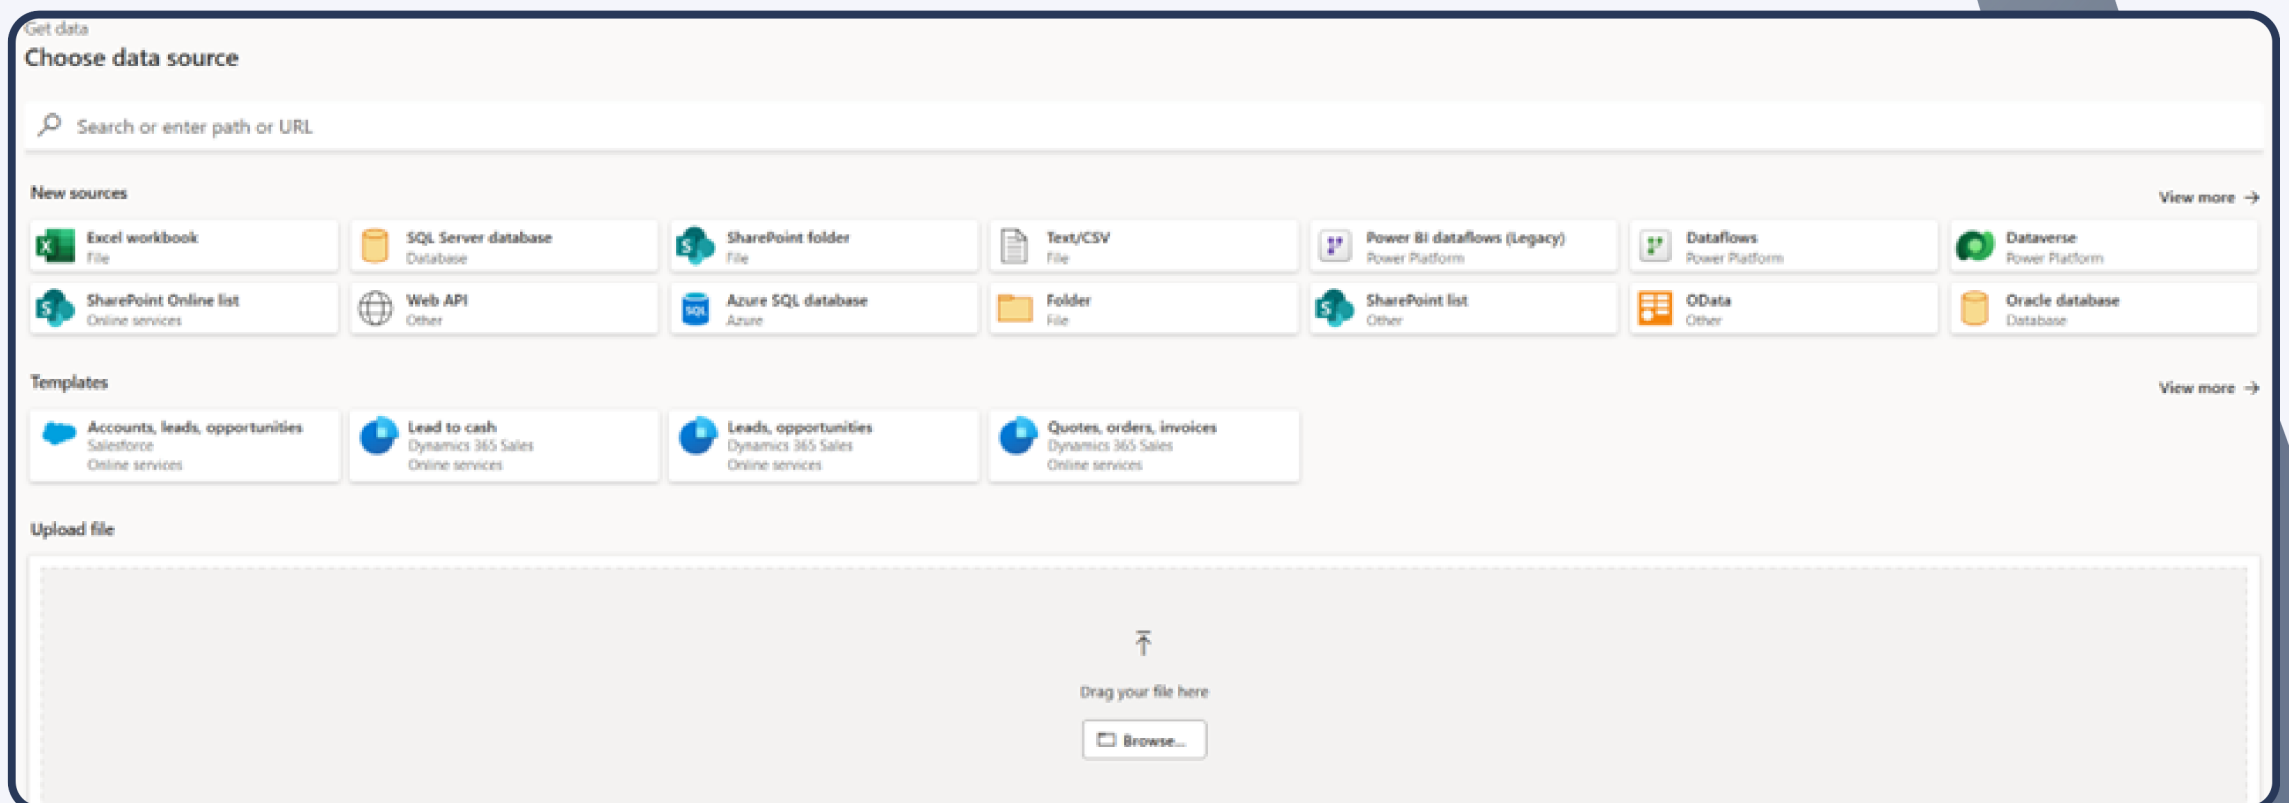 Get data
Choose data source
Search or enter path or URL
New sources
View more →
Excel workbook
File
SQL Server database
Database
SharePoint folder
File
Text/CSV
File
Power BI dataflows (Legacy)
Power Platform
Dataflows
Power Platform
Dataverse
Power Platform
SharePoint Online list
Online services
Web API
Other
Azure SQL database
Azure
Folder
File
SharePoint list
Other
OData
Other
Oracle database
Database
Templates
View more →
Accounts, leads, opportunities
Salesforce
Online services
Lead to cash
Dynamics 365 Sales
Online services
Leads, opportunities
Dynamics 365 Sales
Online services
Quotes, orders, invoices
Dynamics 365 Sales
Online services
Upload file
Drag your file here
Browse...